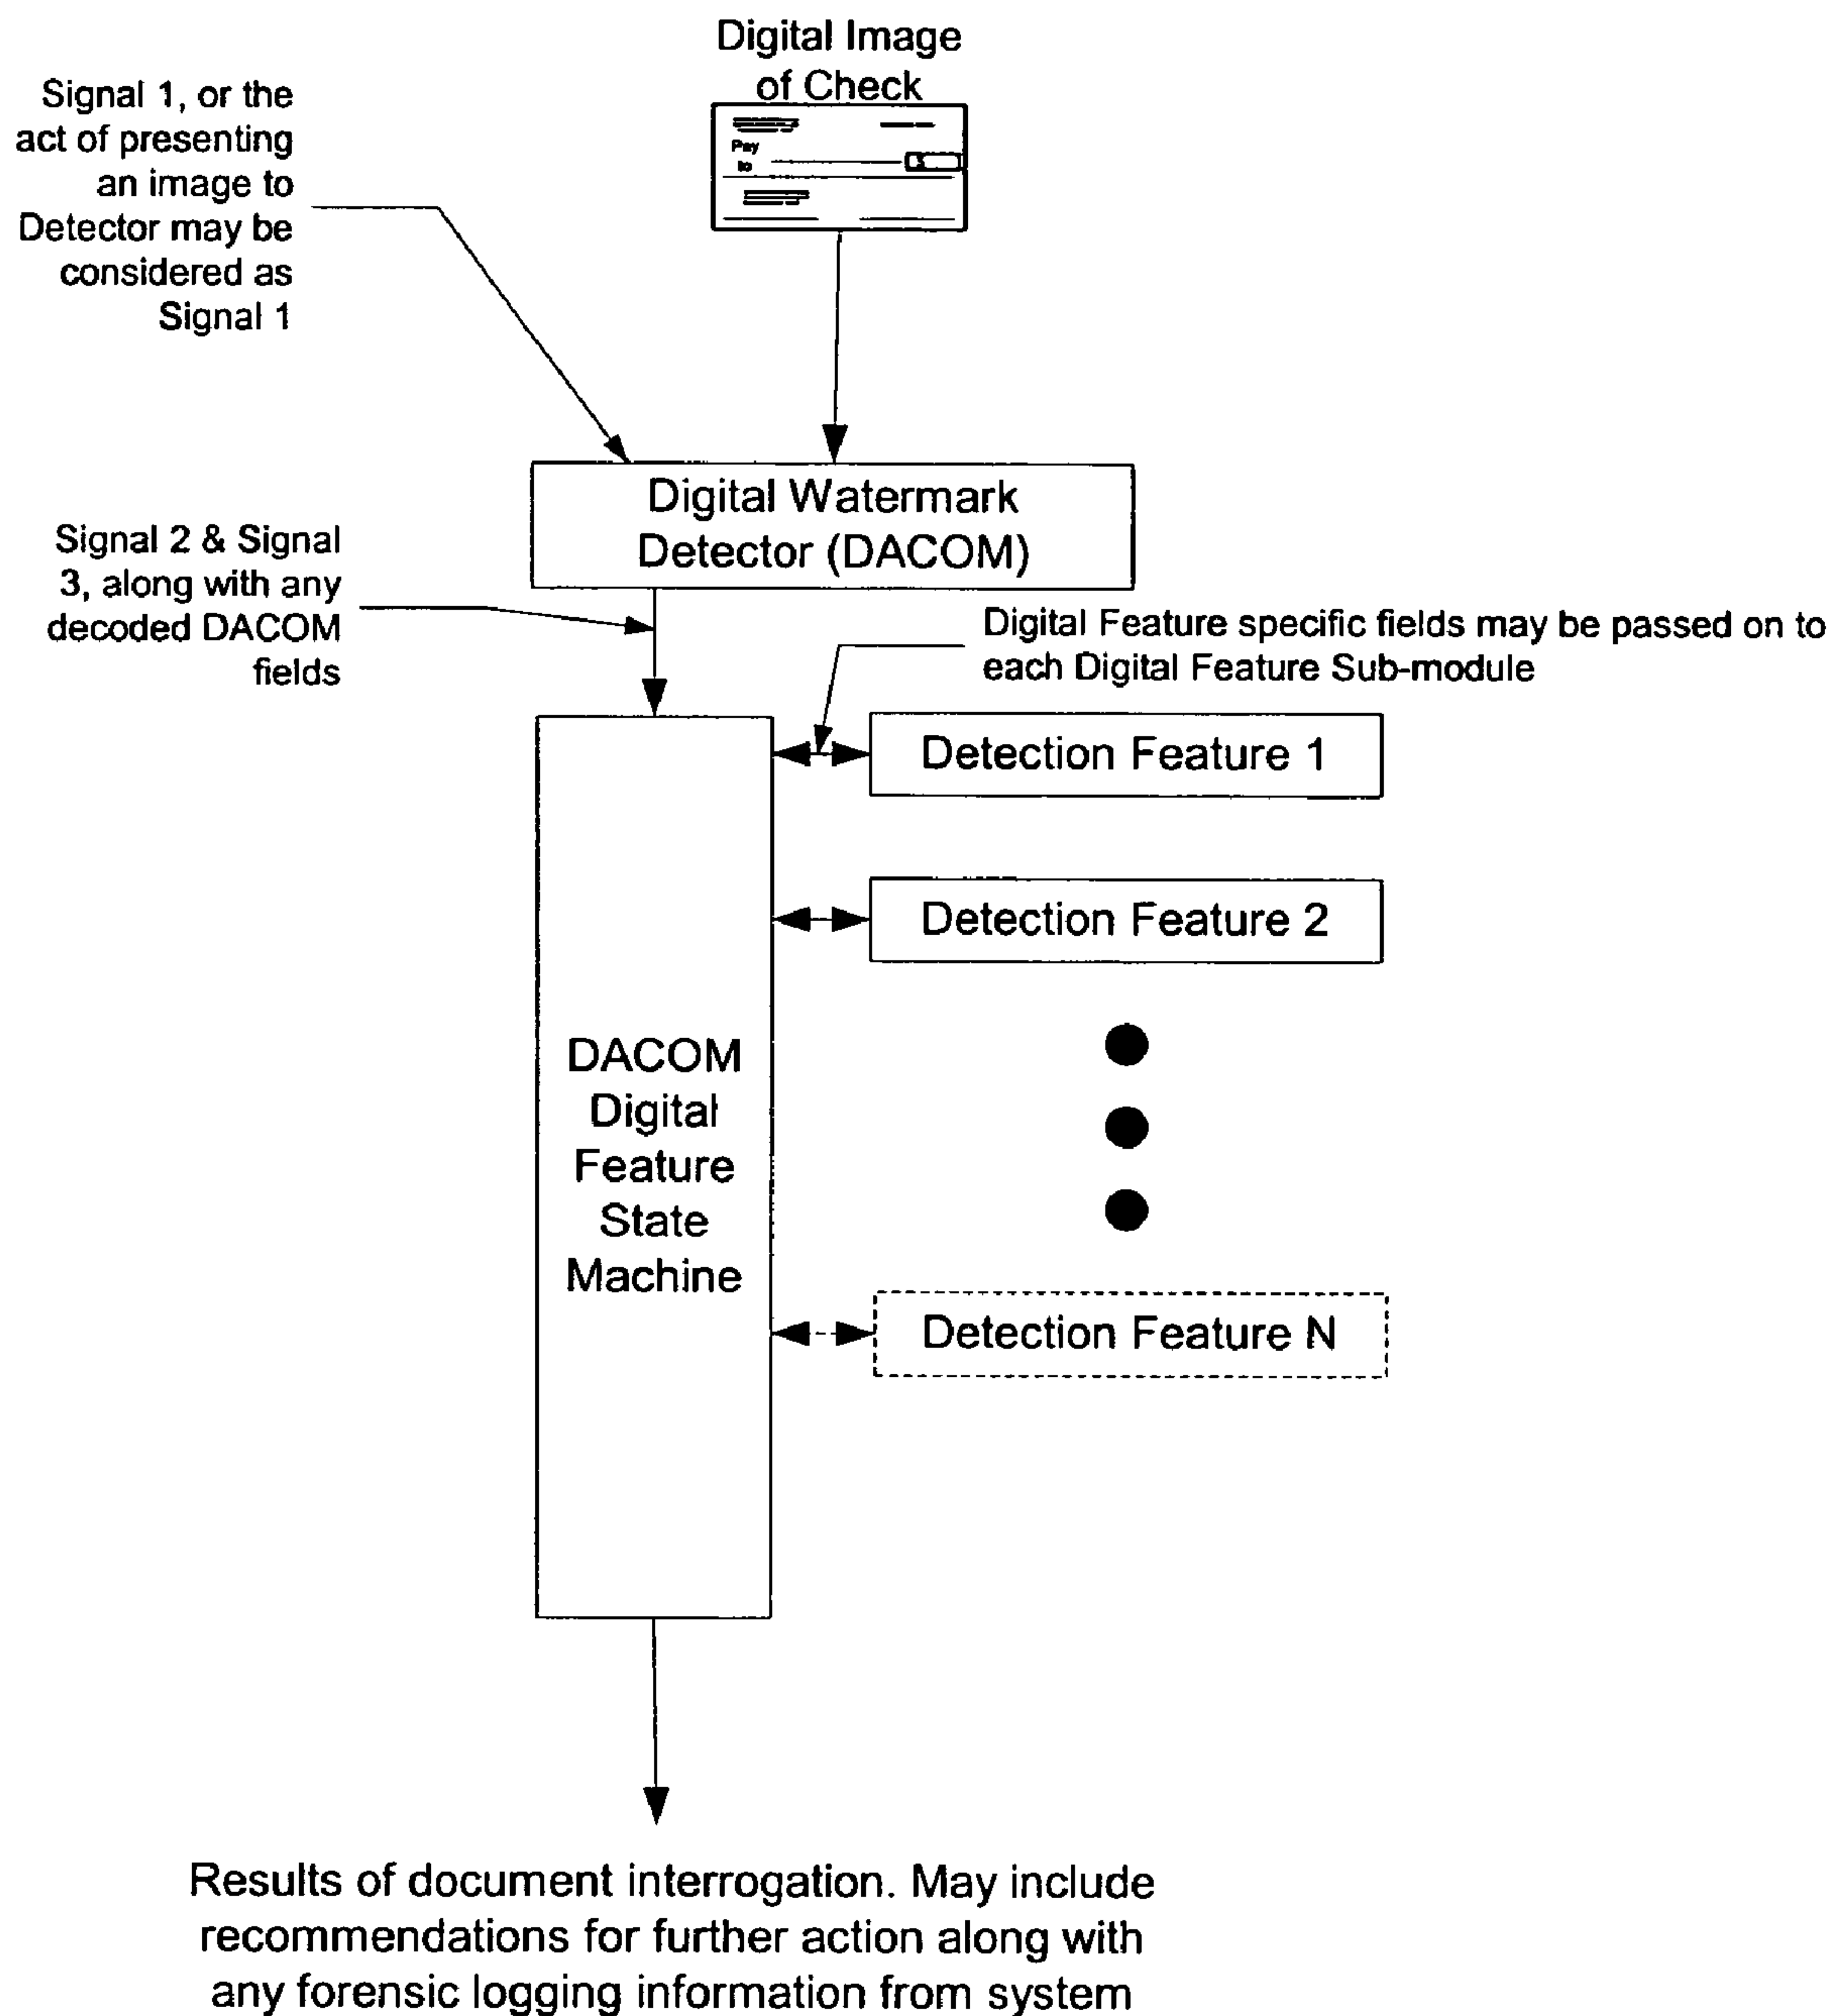 Digital Image
of Check
Signal 1, or the
act of presenting
an image to
Detector may be
considered as
Signal 1
Pay
to
$
Digital Watermark
Detector (DACOM)
Signal 2 & Signal
3, along with any
decoded DACOM
fields
Digital Feature specific fields may be passed on to
each Digital Feature Sub-module
Detection Feature 1
Detection Feature 2
DACOM
Digital
Feature
State
Machine
Detection Feature N
Results of document interrogation. May include
recommendations for further action along with
any forensic logging information from system